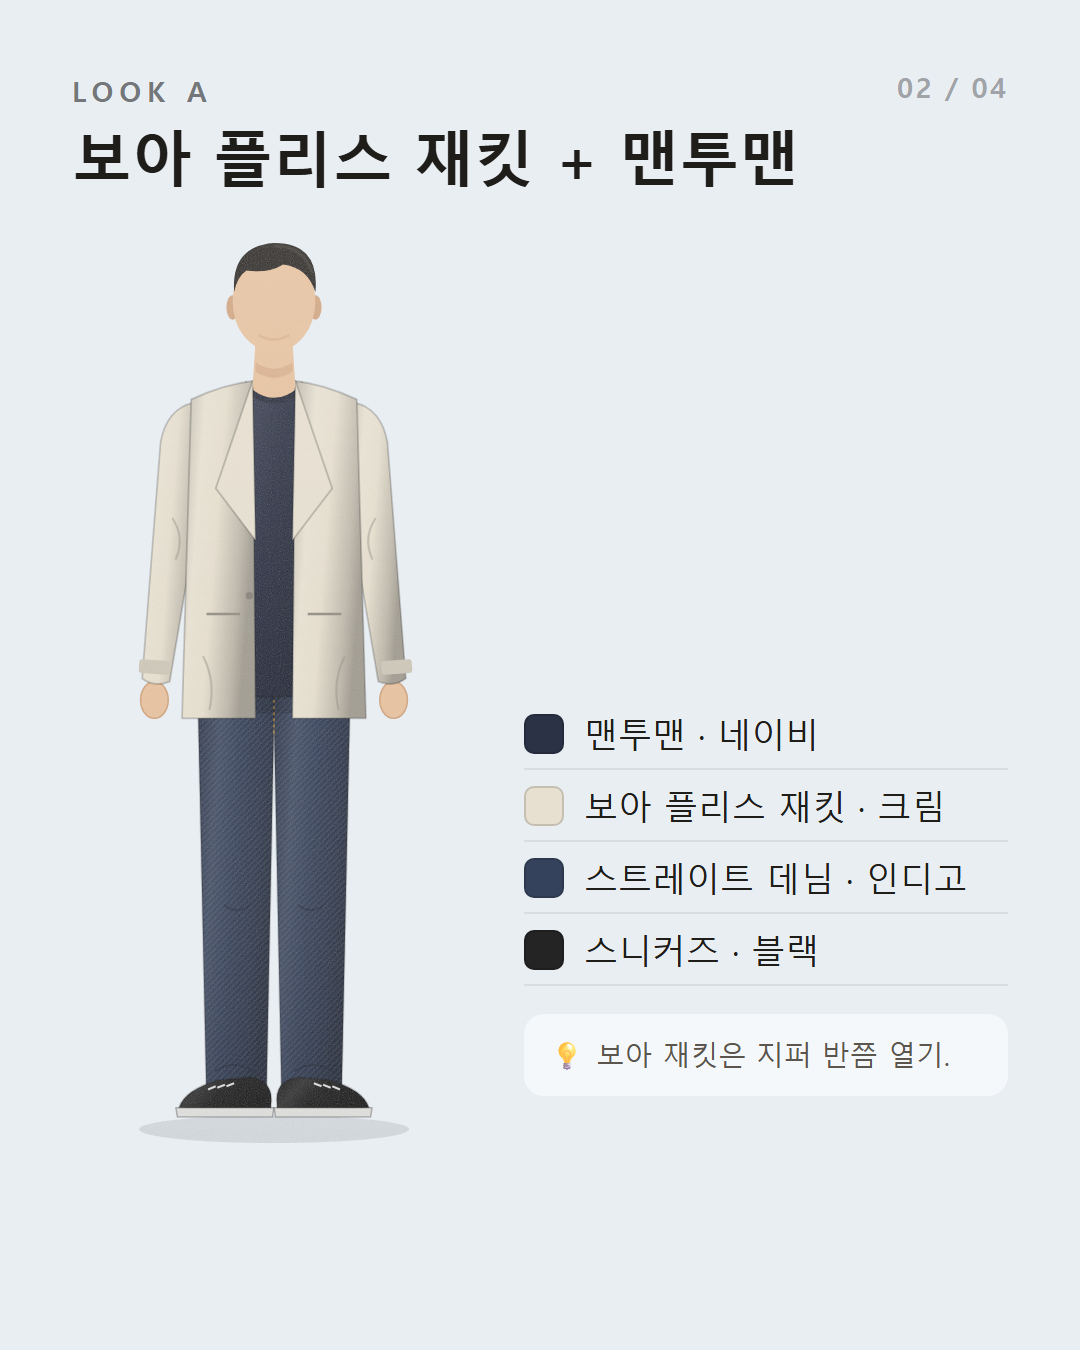 LOOK A
02 / 04
보아 플리스 재킷 + 맨투맨
맨투맨 · 네이비
보아 플리스 재킷 · 크림
스트레이트 데님 · 인디고
스니커즈 · 블랙
💡 보아 재킷은 지퍼 반쯤 열기.